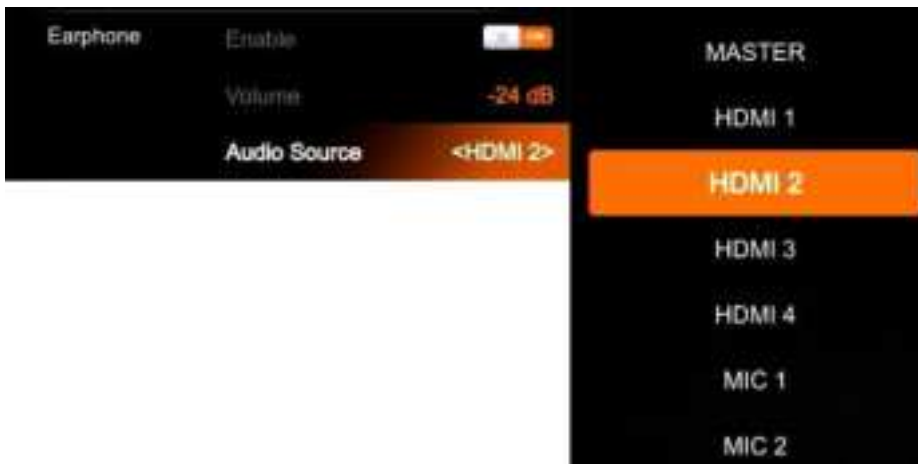 Earphone
Enable
Volume -24 dB
Audio Source <HDMI 2>
MASTER
HDMI 1
HDMI 2
HDMI 3
HDMI 4
MIC 1
MIC 2